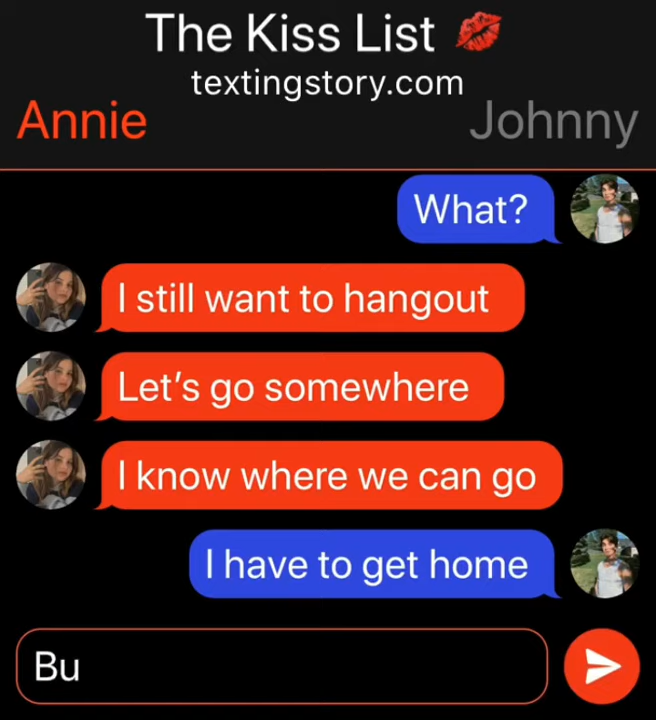 The Kiss List 💋
textingstory.com
Annie Johnny
What?
I still want to hangout
Let's go somewhere
I know where we can go
I have to get home
Bu